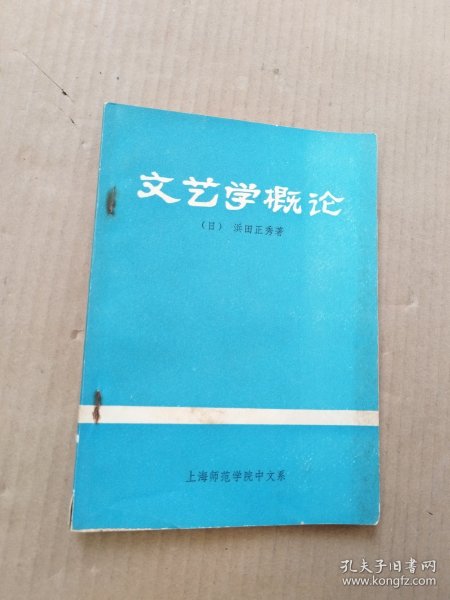 文艺学概论
（日） 浜田正秀著
上海师范学院中文系
孔夫子旧书网
www.kongfz.com